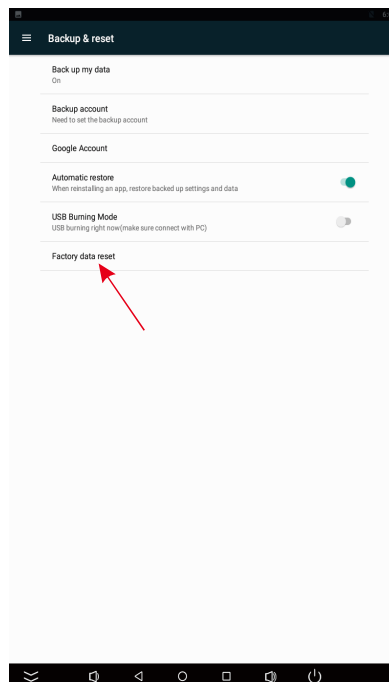 Backup & reset
Back up my data
On
Backup account
Need to set the backup account
Google Account
Automatic restore
When reinstalling an app, restore backed up settings and data
USB Burning Mode
USB burning right now(make sure connect with PC)
Factory data reset